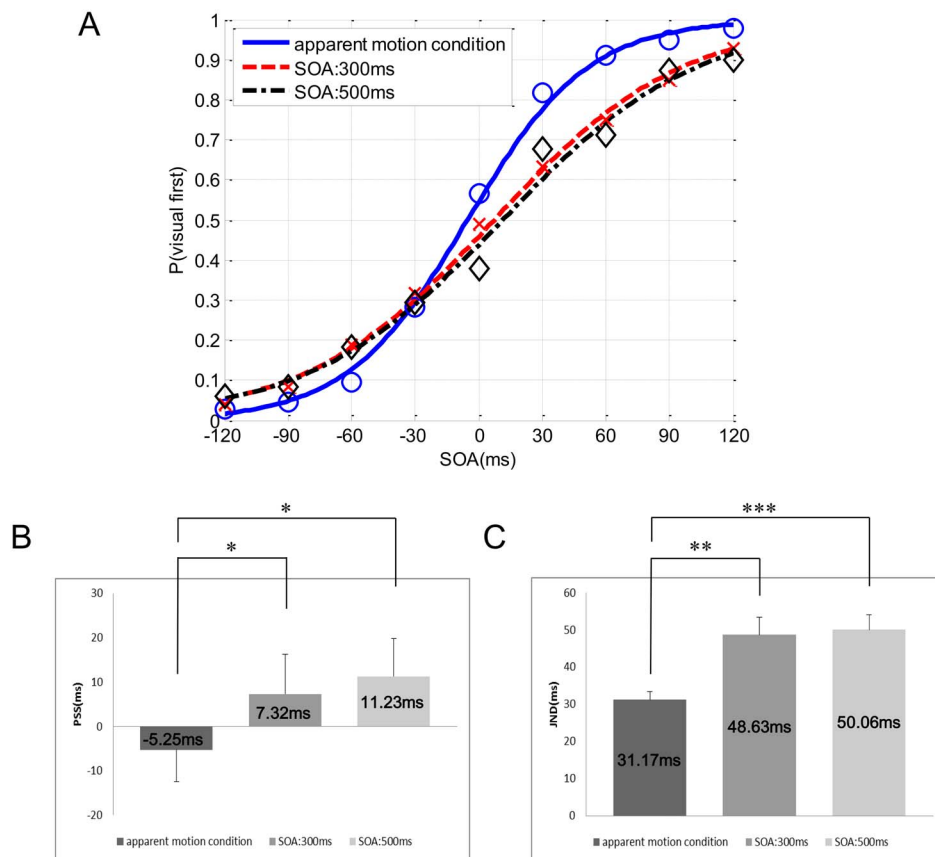 A
apparent motion condition
SOA:300ms
SOA:500ms
P(visual first)
1
0.9
0.8
0.7
0.6
0.5
0.4
0.3
0.2
0.1
0
-120 -90 -60 -30 0 30 60 90 120
SOA(ms)
B
*
*
PSS(ms)
30
20
10
0
-10
-20
-5.25ms
7.32ms
11.23ms
apparent motion condition SOA:300ms SOA:500ms
C
***
**
JND(ms)
60
50
40
30
20
10
0
31.17ms
48.63ms
50.06ms
apparent motion condition SOA:300ms SOA:500ms